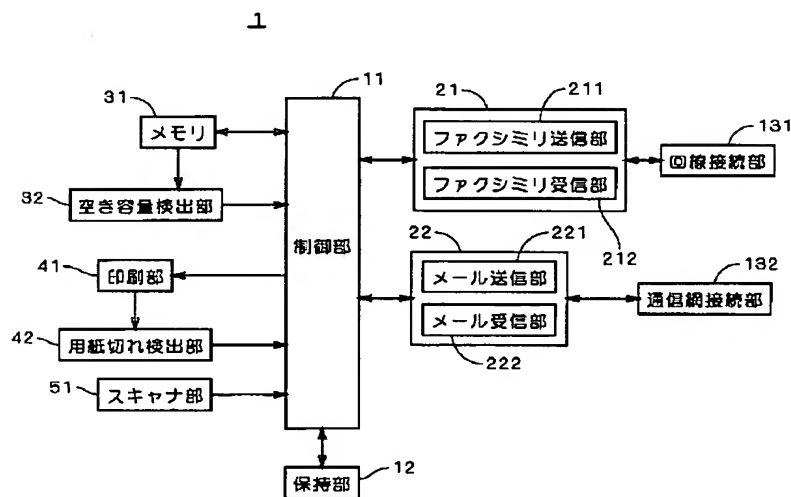 1
11
31
メモリ
32
空き容量検出部
41
印刷部
42
用紙切れ検出部
51
スキャナ部
制御部
12
保持部
21
211
ファクシミリ送信部
ファクシミリ受信部
212
131
回線接続部
22
221
メール送信部
メール受信部
222
132
通信網接続部